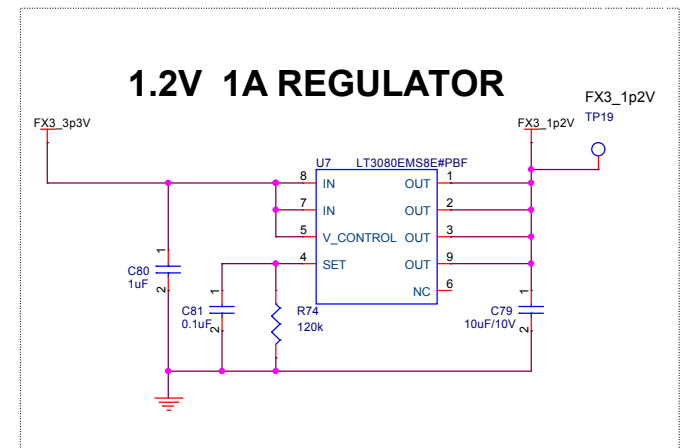 1.2V 1A REGULATOR
FX3_1p2V
TP19
FX3_3p3V
FX3_1p2V
U7 LT3080EMS8E#PBF
8 IN OUT 1
7 IN OUT 2
5 V_CONTROL OUT 3
4 SET OUT 9
NC 6
1
C80
1uF
2
1
C81
0.1uF
2
R74
120k
1
C79
10uF/10V
2